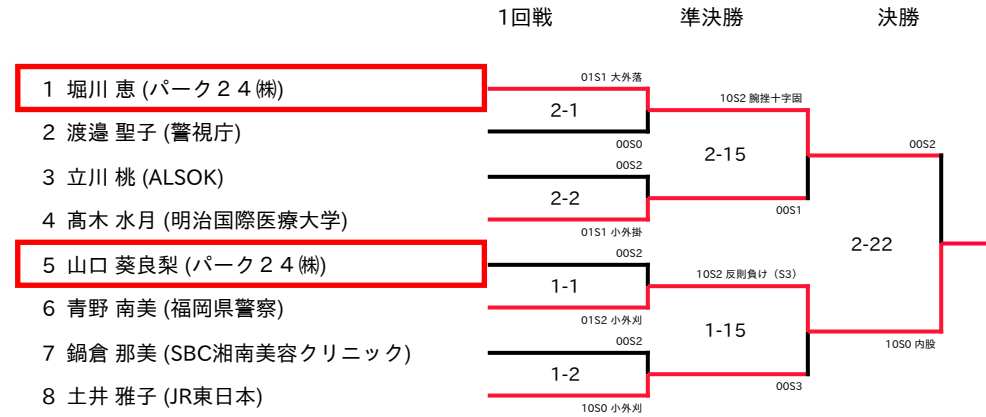 1回戦 準決勝 決勝
1 堀川 恵 (パーク２４㈱)
01S1 大外落
2-1
10S2 腕挫十字固
2 渡邉 聖子 (警視庁)
00S0
2-15
00S2
3 立川 桃 (ALSOK)
00S2
2-2
4 髙木 水月 (明治国際医療大学)
01S1 小外掛
00S1
2-22
5 山口 葵良梨 (パーク２４㈱)
00S2
1-1
10S2 反則負け（S3）
6 青野 南美 (福岡県警察)
01S2 小外刈
1-15
10S0 内股
7 鍋倉 那美 (SBC湘南美容クリニック)
00S2
1-2
00S3
8 土井 雅子 (JR東日本)
10S0 小外刈